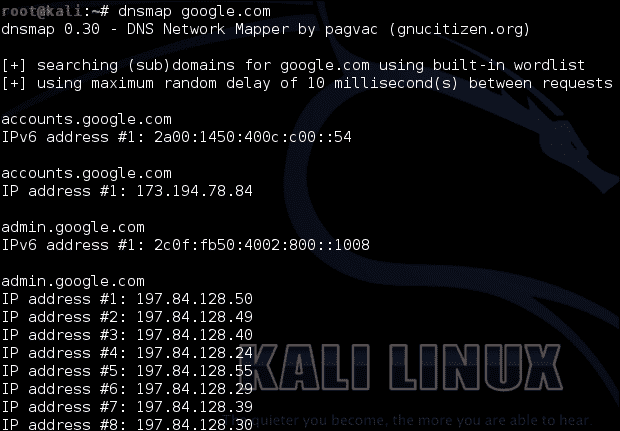 root@kali:~# dnsmap google.com
dnsmap 0.30 - DNS Network Mapper by pagvac (gnucitizen.org)
[+] searching (sub)domains for google.com using built-in wordlist
[+] using maximum random delay of 10 millisecond(s) between requests
accounts.google.com
IPv6 address #1: 2a00:1450:400c:c00::54
accounts.google.com
IP address #1: 173.194.78.84
admin.google.com
IPv6 address #1: 2c0f:fb50:4002:800::1008
admin.google.com
IP address #1: 197.84.128.50
IP address #2: 197.84.128.49
IP address #3: 197.84.128.40
IP address #4: 197.84.128.24
IP address #5: 197.84.128.55
IP address #6: 197.84.128.29
IP address #7: 197.84.128.39
IP address #8: 197.84.128.30
KALI LINUX
quieter you become, the more you are able to hear.